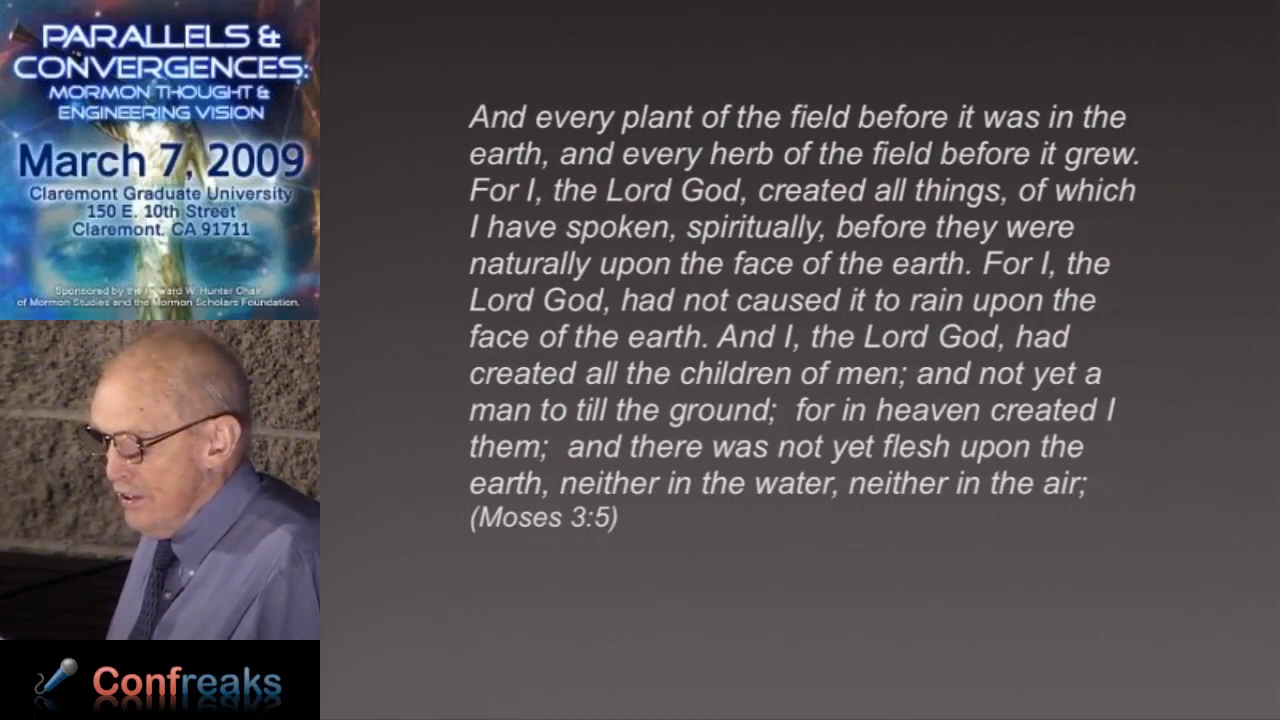 PARALLELS &
CONVERGENCES:
MORMON THOUGHT &
ENGINEERING VISION
March 7, 2009
Claremont Graduate University
150 E. 10th Street
Claremont, CA 91711
Sponsored by the Howard W. Hunter Chair
of Mormon Studies and the Mormon Scholars Foundation.
And every plant of the field before it was in the
earth, and every herb of the field before it grew.
For I, the Lord God, created all things, of which
I have spoken, spiritually, before they were
naturally upon the face of the earth. For I, the
Lord God, had not caused it to rain upon the
face of the earth. And I, the Lord God, had
created all the children of men; and not yet a
man to till the ground;  for in heaven created I
them;  and there was not yet flesh upon the
earth, neither in the water, neither in the air;
(Moses 3:5)
Confreaks